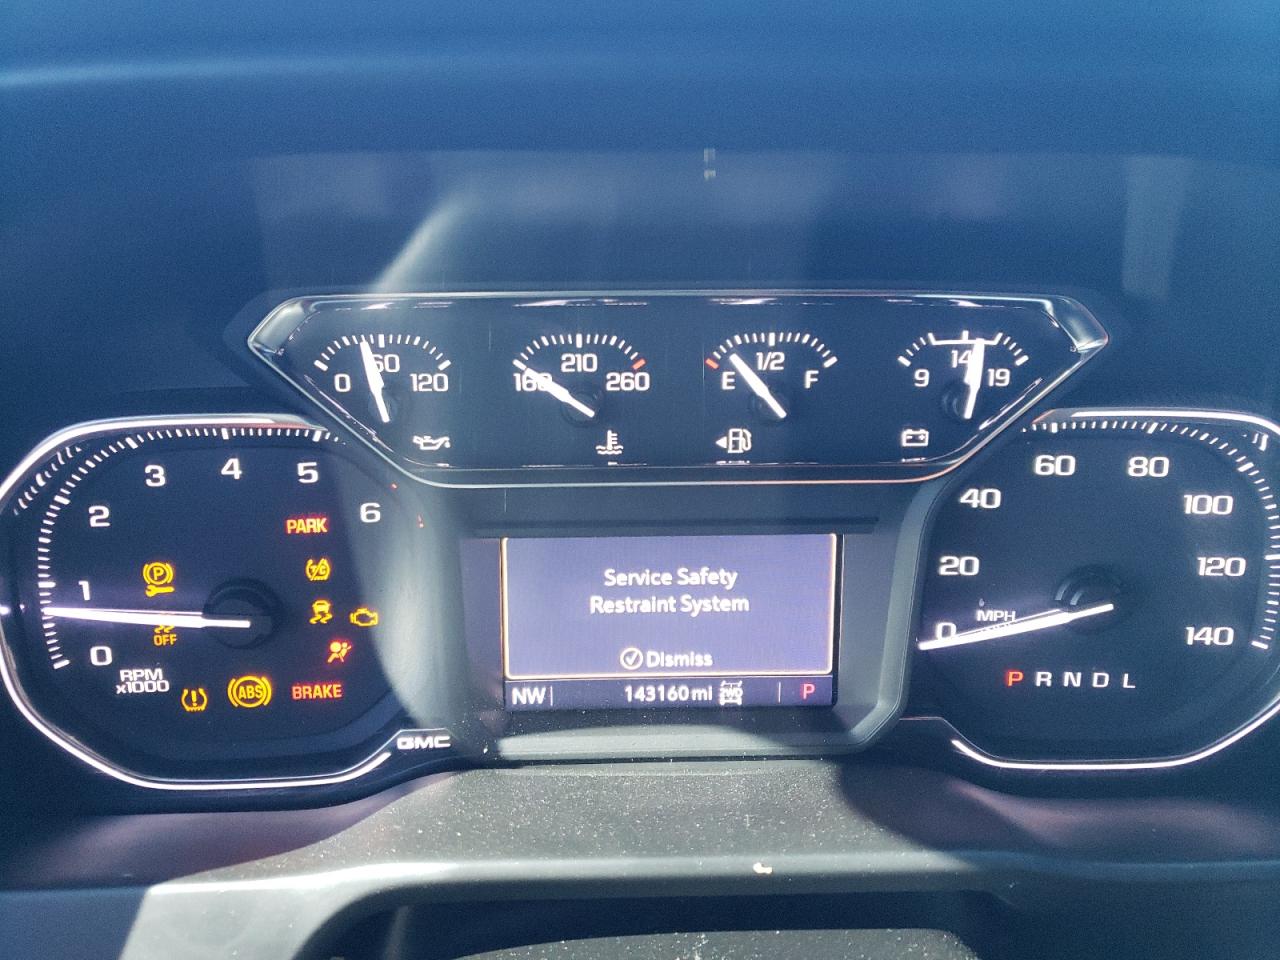 0 60 120
160 210 260
E 1/2 F
9 14 19
0 1 2 3 4 5 6
RPM
x1000
PARK
P
T/C
OFF
ABS
BRAKE
GMC
Service Safety
Restraint System
Dismiss
NW
143160 mi
2WD
P
0 20 40 60 80 100 120 140
MPH
P R N D L